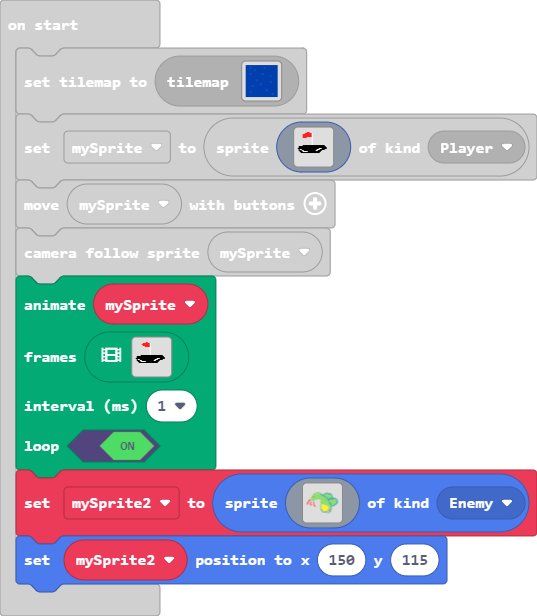 on start
set tilemap to tilemap
set mySprite to sprite of kind Player
move mySprite with buttons
camera follow sprite mySprite
animate mySprite
frames
interval (ms) 1
loop ON
set mySprite2 to sprite of kind Enemy
set mySprite2 position to x 150 y 115